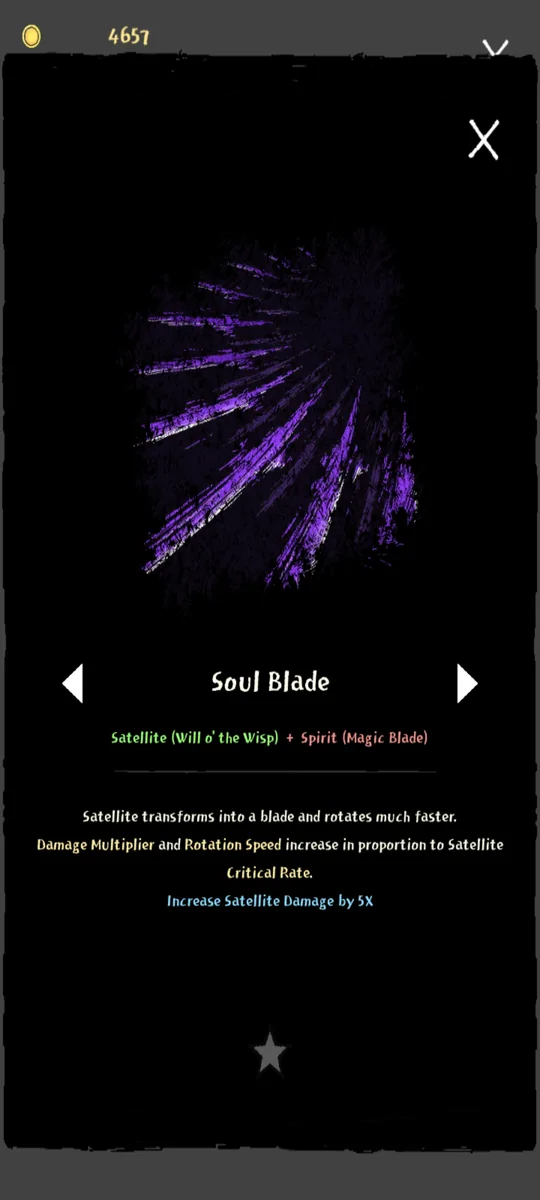 4657
X
Soul Blade
Satellite (Will o' the Wisp) + Spirit (Magic Blade)
Satellite transforms into a blade and rotates much faster.
Damage Multiplier and Rotation Speed increase in proportion to Satellite
Critical Rate.
Increase Satellite Damage by 5X